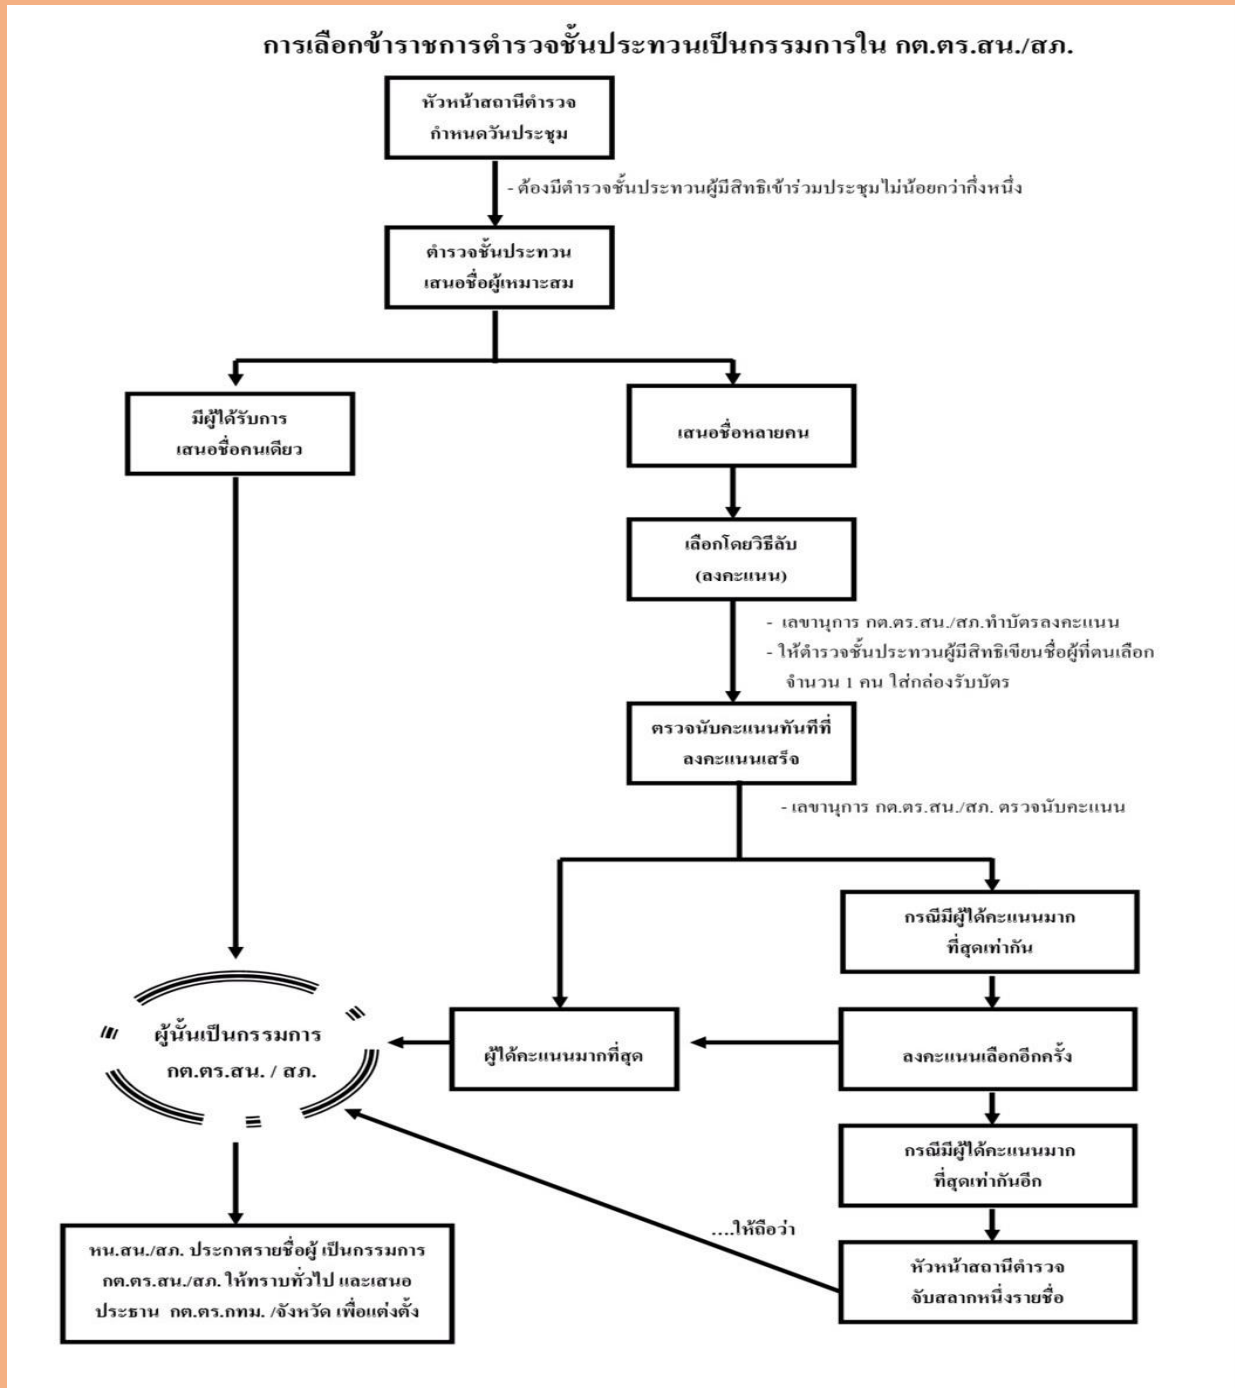 การเลือกข้าราชการตำรวจชั้นประทวนเป็นกรรมการใน กต.ตร.สน./สภ.
หัวหน้าสถานีตำรวจ
กำหนดวันประชุม
- ต้องมีตำรวจชั้นประทวนผู้มีสิทธิเข้าร่วมประชุมไม่น้อยกว่ากึ่งหนึ่ง
ตำรวจชั้นประทวน
เสนอชื่อผู้เหมาะสม
มีผู้ได้รับการ
เสนอชื่อคนเดียว
เสนอชื่อหลายคน
เลือกโดยวิธีลับ
(ลงคะแนน)
- เลขานุการ กต.ตร.สน./สภ.ทำบัตรลงคะแนน
- ให้ตำรวจชั้นประทวนผู้มีสิทธิเขียนชื่อผู้ที่ตนเลือก
จำนวน 1 คน ใส่กล่องรับบัตร
ตรวจนับคะแนนทันทีที่
ลงคะแนนเสร็จ
- เลขานุการ กต.ตร.สน./สภ. ตรวจนับคะแนน
กรณีมีผู้ได้คะแนนมาก
ที่สุดเท่ากัน
ผู้นั้นเป็นกรรมการ
กต.ตร.สน. / สภ.
ผู้ได้คะแนนมากที่สุด
ลงคะแนนเลือกอีกครั้ง
กรณีมีผู้ได้คะแนนมาก
ที่สุดเท่ากันอีก
....ให้ถือว่า
หัวหน้าสถานีตำรวจ
จับสลากหนึ่งรายชื่อ
หน.สน./สภ. ประกาศรายชื่อผู้ เป็นกรรมการ
กต.ตร.สน./สภ. ให้ทราบทั่วไป และเสนอ
ประธาน กต.ตร.กทม. /จังหวัด เพื่อแต่งตั้ง